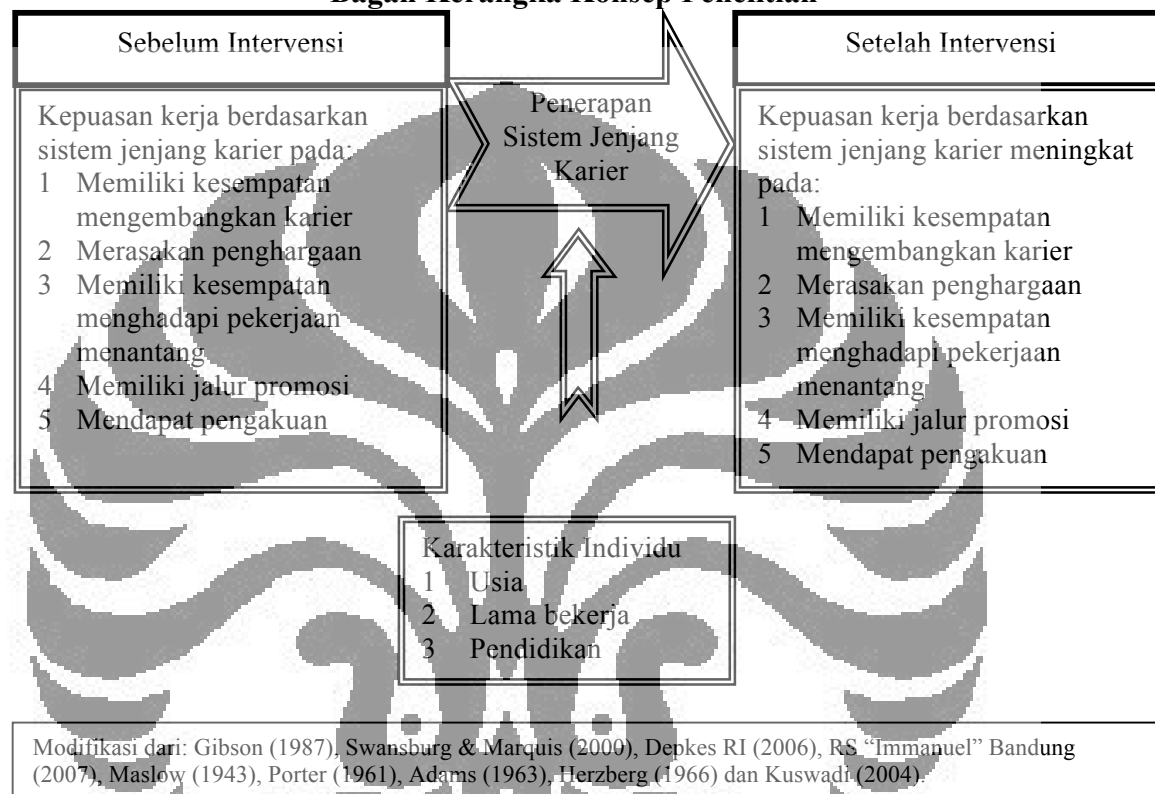 Bagan Kerangka Konsep Penelitian
Sebelum Intervensi
Kepuasan kerja berdasarkan
sistem jenjang karier pada:
1 Memiliki kesempatan
mengembangkan karier
2 Merasakan penghargaan
3 Memiliki kesempatan
menghadapi pekerjaan
menantang
4 Memiliki jalur promosi
5 Mendapat pengakuan
Penerapan
Sistem Jenjang
Karier
Setelah Intervensi
Kepuasan kerja berdasarkan
sistem jenjang karier meningkat
pada:
1 Memiliki kesempatan
mengembangkan karier
2 Merasakan penghargaan
3 Memiliki kesempatan
menghadapi pekerjaan
menantang
4 Memiliki jalur promosi
5 Mendapat pengakuan
Karakteristik Individu
1 Usia
2 Lama bekerja
3 Pendidikan
Modifikasi dari: Gibson (1987), Swansburg & Marquis (2000), Depkes RI (2006), RS “Immanuel” Bandung
(2007), Maslow (1943), Porter (1961), Adams (1963), Herzberg (1966) dan Kuswadi (2004).